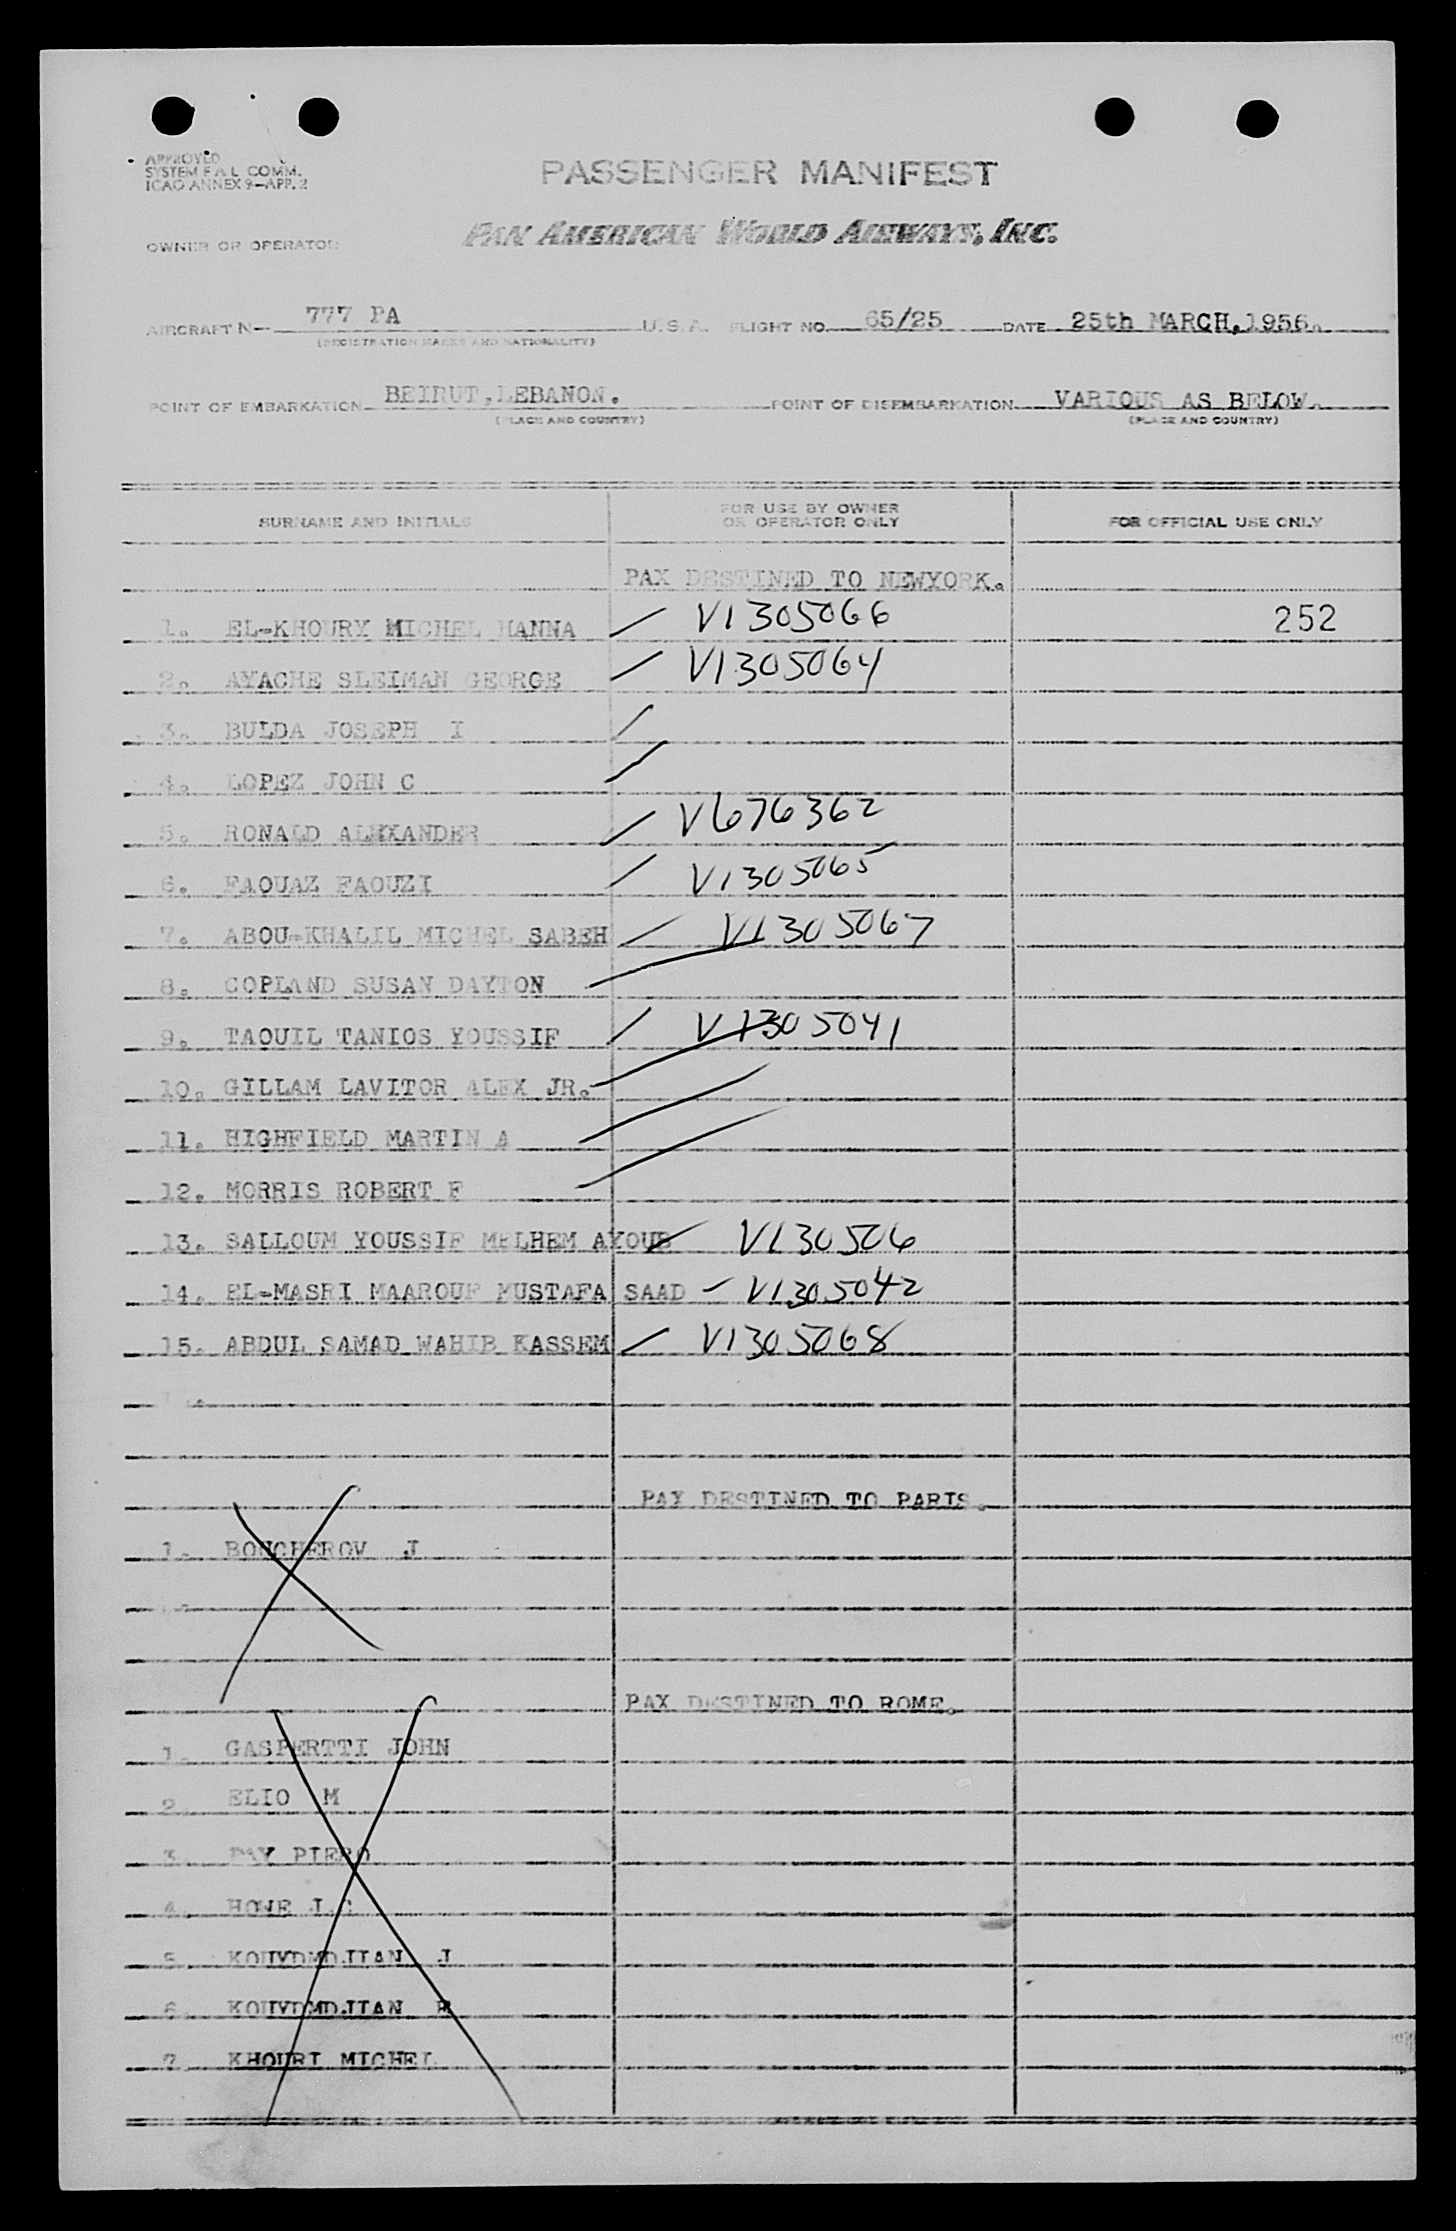 APPROVED
SYSTEM F A L COMM.
ICAO ANNEX 9—APP. 2
PASSENGER MANIFEST
OWNER OR OPERATOR
PAN AMERICAN WORLD AIRWAYS, INC.
AIRCRAFT N— 777 PA U.S.A. FLIGHT NO. 65/25 DATE 25th MARCH, 1956.
(REGISTRATION MARKS AND NATIONALITY)
POINT OF EMBARKATION BEIRUT, LEBANON. POINT OF DISEMBARKATION VARIOUS AS BELOW.
(PLACE AND COUNTRY) (PLACE AND COUNTRY)
SURNAME AND INITIALS FOR USE BY OWNER OR OPERATOR ONLY FOR OFFICIAL USE ONLY
PAX DESTINED TO NEWYORK.
1. EL-KHOURY MICHEL HANNA V1305066 252
2. AYACHE SLEIMAN GEORGE V1305064
3. BULDA JOSEPH I
4. LOPEZ JOHN C
5. RONALD ALEXANDER V676362
6. FAOUAZ FAOUZI V1305065
7. ABOU-KHALIL MICHEL SABEH V1305067
8. COPLAND SUSAN DAYTON
9. TAOUIL TANIOS YOUSSIF V1305041
10. GILLAM LAVITOR ALEX JR.
11. HIGHFIELD MARTIN A
12. MORRIS ROBERT F
13. SALLOUM YOUSSIF MELHEM AYOUB V130506
14. EL-MASRI MAAROUF MUSTAFA SAAD V1305042
15. ABDUL SAMAD WAHIB KASSEM V1305068
PAX DESTINED TO PARIS.
1. BOUCHEROV J
PAX DESTINED TO ROME.
1. GASPERTTI JOHN
2. ELIO M
3. PIERO
4. HOWE J.
5. KOUYDMDJIAN J
6. KOUYDMDJIAN
7. KHOURI MICHEL